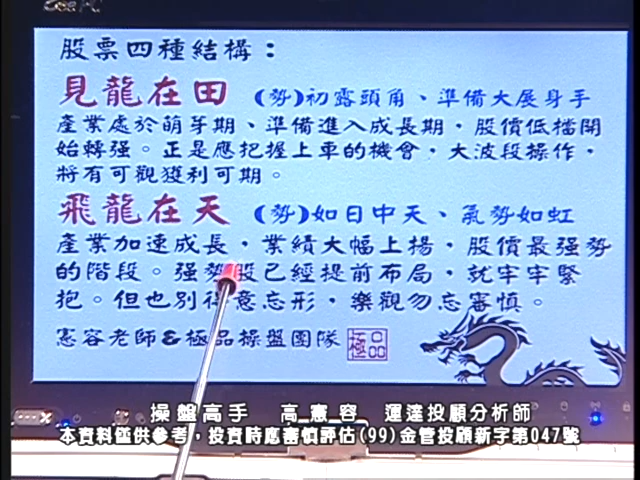 Eee PC
股票四種結構：
見龍在田 (勢)初露頭角、準備大展身手
產業處於萌芽期、準備進入成長期，股價低檔開
始轉强。正是應把握上車的機會，大波段操作，
將有可觀獲利可期。
飛龍在天 (勢)如日中天、氣勢如虹
產業加速成長，業績大幅上揚，股價最强勢
的階段。强勢股已經提前布局，就牢牢緊
抱。但也別得意忘形，樂觀勿忘審慎。
憲容老師&極品操盤團隊 極品
操盤高手 高憲容 運達投顧分析師
本資料僅供參考，投資時應審慎評估(99)金管投顧新字第047號